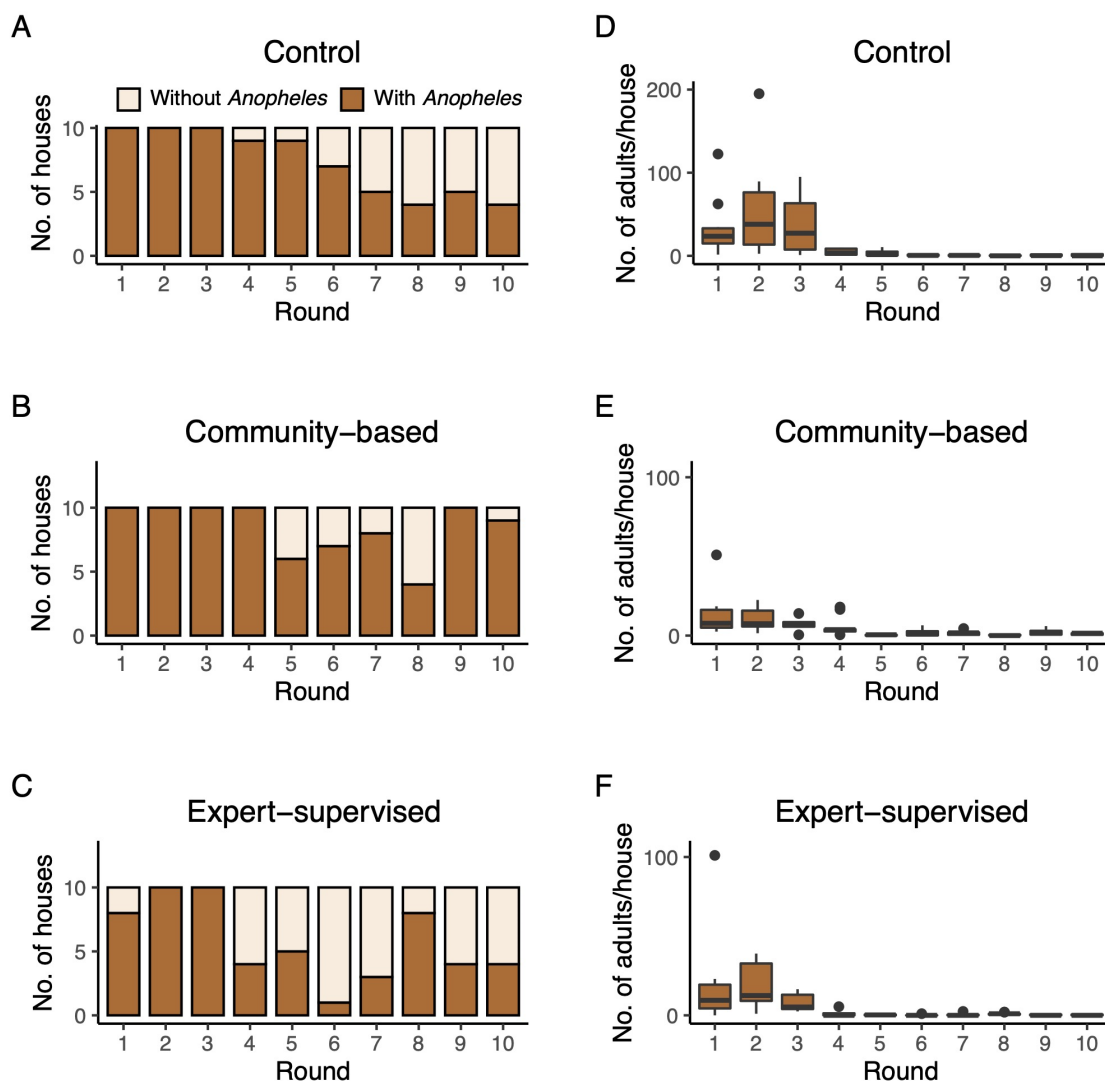 A
Control
Without Anopheles With Anopheles
No. of houses
10
5
0
1 2 3 4 5 6 7 8 9 10
Round
D
Control
No. of adults/house
200
100
0
1 2 3 4 5 6 7 8 9 10
Round
B
Community–based
No. of houses
10
5
0
1 2 3 4 5 6 7 8 9 10
Round
E
Community–based
No. of adults/house
100
0
1 2 3 4 5 6 7 8 9 10
Round
C
Expert–supervised
No. of houses
10
5
0
1 2 3 4 5 6 7 8 9 10
Round
F
Expert–supervised
No. of adults/house
100
0
1 2 3 4 5 6 7 8 9 10
Round